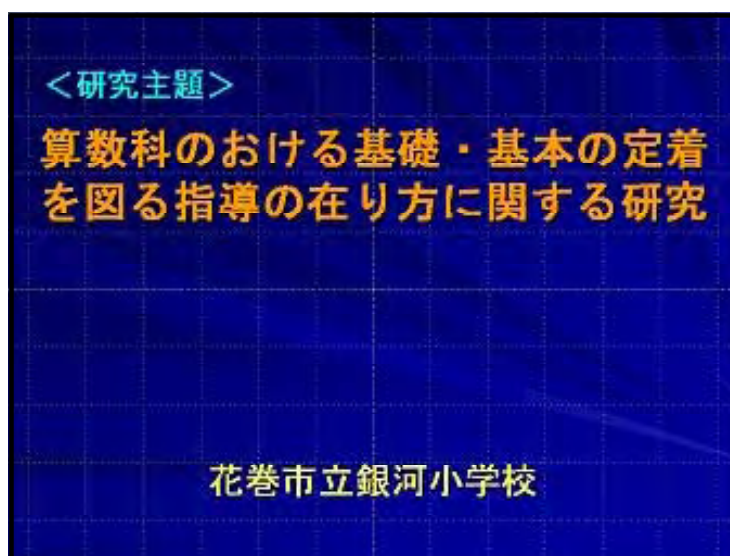 ＜研究主題＞
算数科のおける基礎・基本の定着
を図る指導の在り方に関する研究
花巻市立銀河小学校